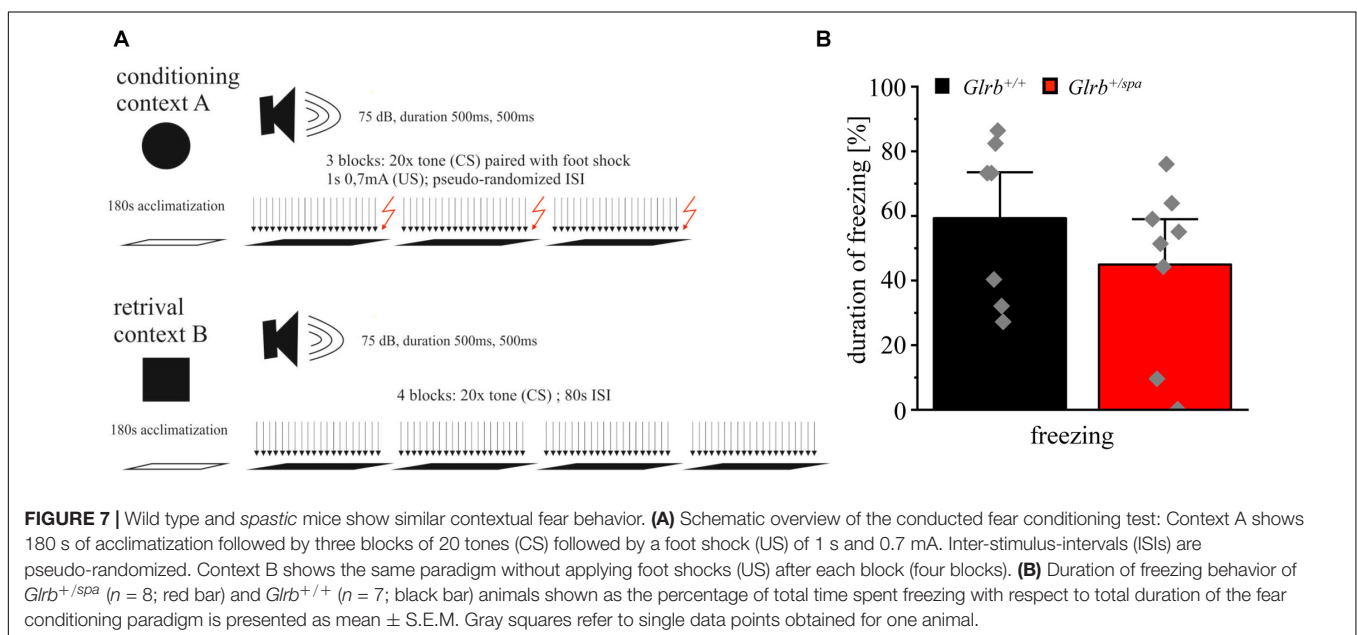 A
conditioning
context A
75 dB, duration 500ms, 500ms
3 blocks: 20x tone (CS) paired with foot shock
1s 0,7mA (US); pseudo-randomized ISI
180s acclimatization
retrival
context B
75 dB, duration 500ms, 500ms
4 blocks: 20x tone (CS) ; 80s ISI
180s acclimatization
B
Glrb+/+ Glrb+/spa
duration of freezing [%]
100
80
60
40
20
0
freezing
FIGURE 7 | Wild type and spastic mice show similar contextual fear behavior. (A) Schematic overview of the conducted fear conditioning test: Context A shows
180 s of acclimatization followed by three blocks of 20 tones (CS) followed by a foot shock (US) of 1 s and 0.7 mA. Inter-stimulus-intervals (ISIs) are
pseudo-randomized. Context B shows the same paradigm without applying foot shocks (US) after each block (four blocks). (B) Duration of freezing behavior of
Glrb+/spa (n = 8; red bar) and Glrb+/+ (n = 7; black bar) animals shown as the percentage of total time spent freezing with respect to total duration of the fear
conditioning paradigm is presented as mean ± S.E.M. Gray squares refer to single data points obtained for one animal.